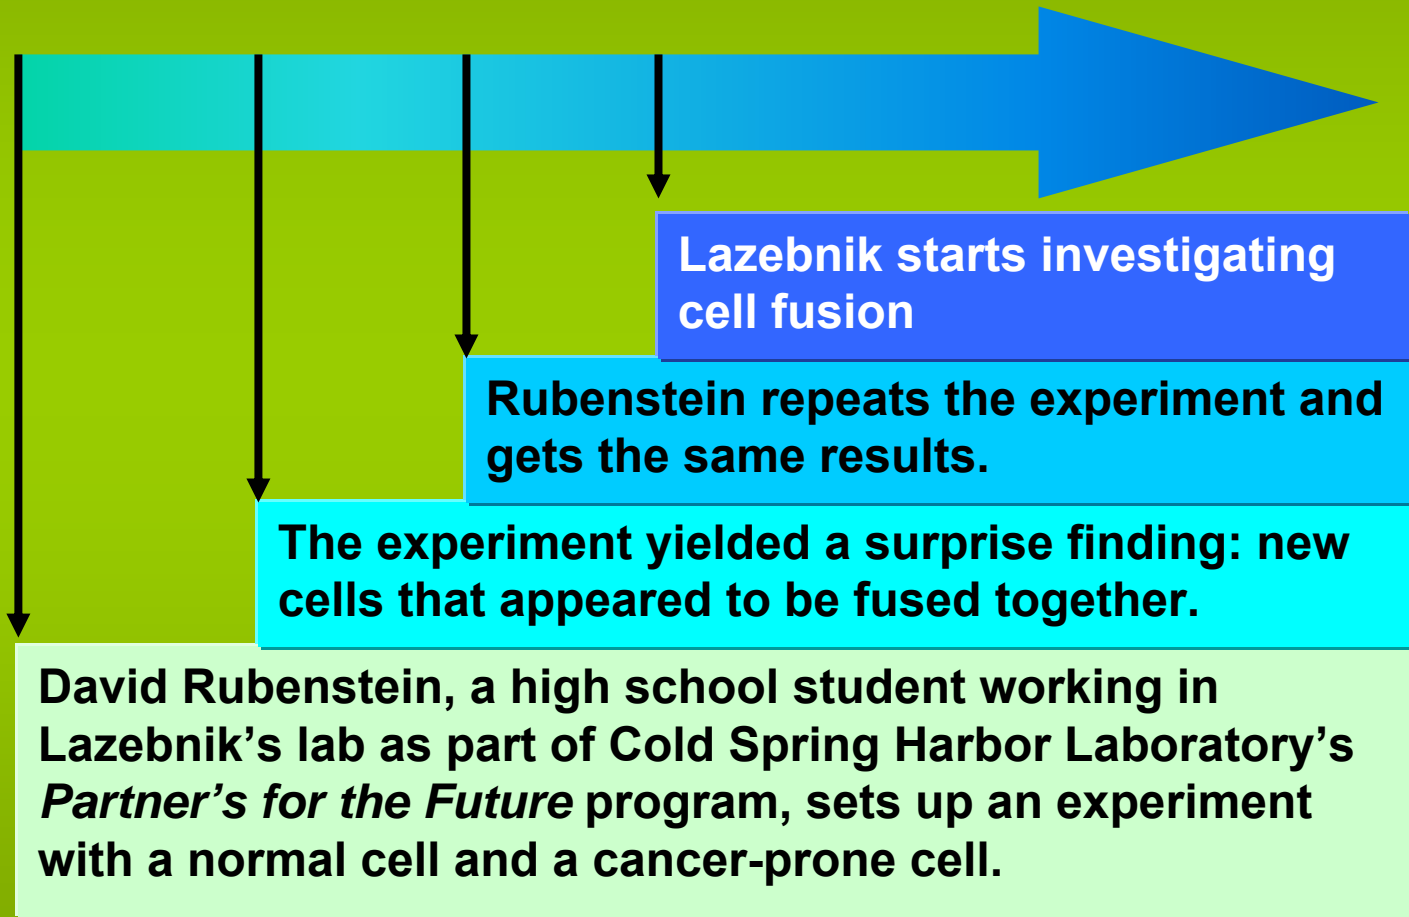 Lazebnik starts investigating
cell fusion
Rubenstein repeats the experiment and
gets the same results.
The experiment yielded a surprise finding: new
cells that appeared to be fused together.
David Rubenstein, a high school student working in
Lazebnik’s lab as part of Cold Spring Harbor Laboratory’s
Partner’s for the Future program, sets up an experiment
with a normal cell and a cancer-prone cell.